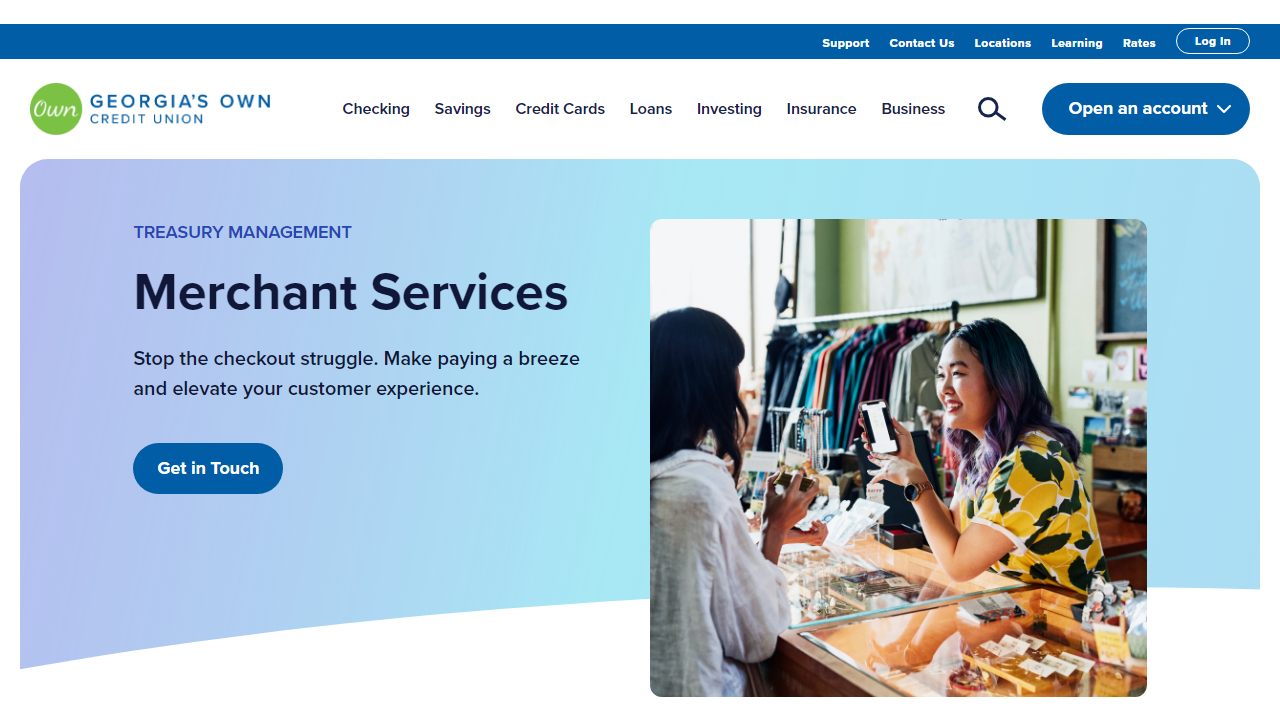 Support Contact Us Locations Learning Rates Log In
Own GEORGIA'S OWN
CREDIT UNION
Checking Savings Credit Cards Loans Investing Insurance Business Open an account
TREASURY MANAGEMENT
Merchant Services
Stop the checkout struggle. Make paying a breeze
and elevate your customer experience.
Get in Touch